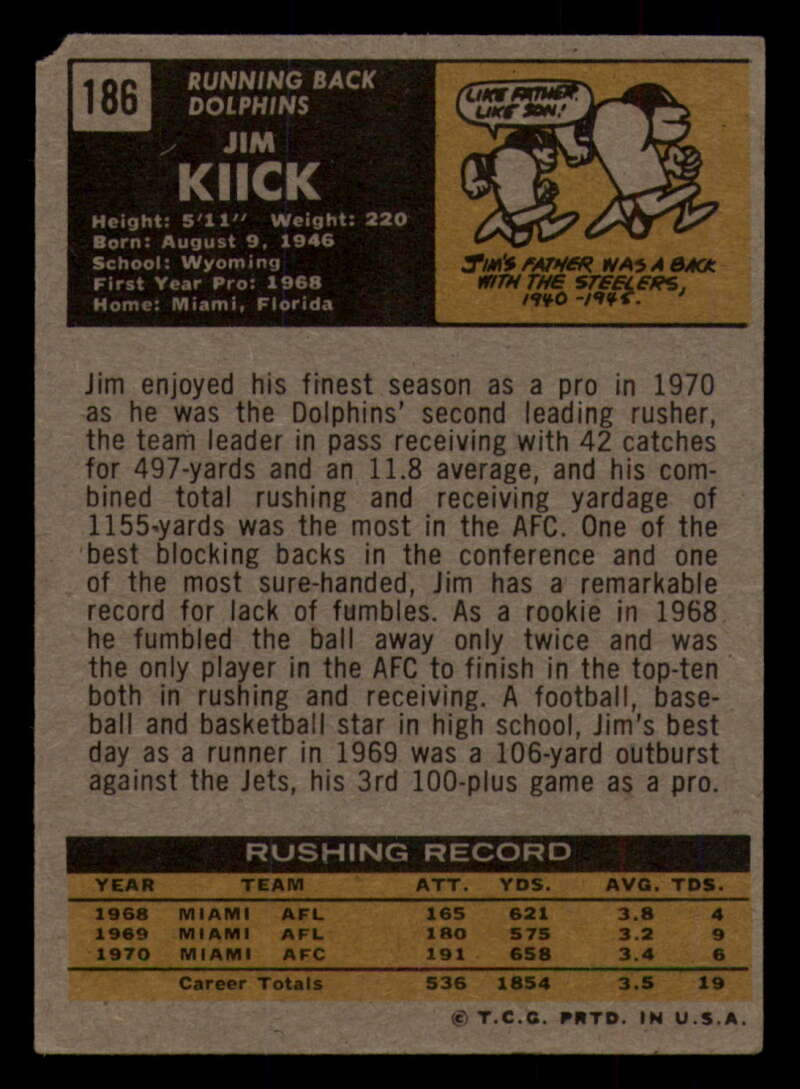 186
RUNNING BACK
DOLPHINS
JIM
KIICK
Height: 5'11" Weight: 220
Born: August 9, 1946
School: Wyoming
First Year Pro: 1968
Home: Miami, Florida
LIKE FATHER,
LIKE SON!
JIM'S FATHER WAS A BACK
WITH THE STEELERS,
1940-1945.
Jim enjoyed his finest season as a pro in 1970
as he was the Dolphins' second leading rusher,
the team leader in pass receiving with 42 catches
for 497-yards and an 11.8 average, and his com-
bined total rushing and receiving yardage of
1155-yards was the most in the AFC. One of the
best blocking backs in the conference and one
of the most sure-handed, Jim has a remarkable
record for lack of fumbles. As a rookie in 1968
he fumbled the ball away only twice and was
the only player in the AFC to finish in the top-ten
both in rushing and receiving. A football, base-
ball and basketball star in high school, Jim's best
day as a runner in 1969 was a 106-yard outburst
against the Jets, his 3rd 100-plus game as a pro.
RUSHING RECORD
YEAR TEAM ATT. YDS. AVG. TDS.
1968 MIAMI AFL 165 621 3.8 4
1969 MIAMI AFL 180 575 3.2 9
1970 MIAMI AFC 191 658 3.4 6
Career Totals 536 1854 3.5 19
© T.C.G. PRTD. IN U.S.A.